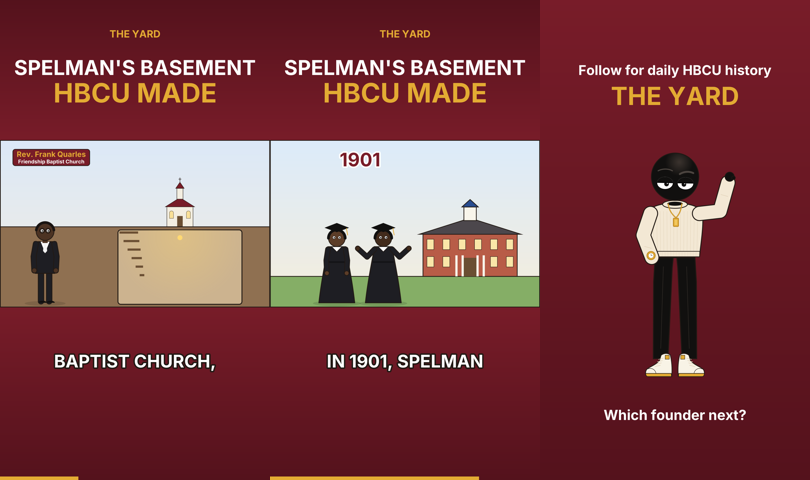 THE YARD
SPELMAN'S BASEMENT
HBCU MADE
Rev. Frank Quarles
Friendship Baptist Church
BAPTIST CHURCH,
THE YARD
SPELMAN'S BASEMENT
HBCU MADE
1901
IN 1901, SPELMAN
Follow for daily HBCU history
THE YARD
Which founder next?